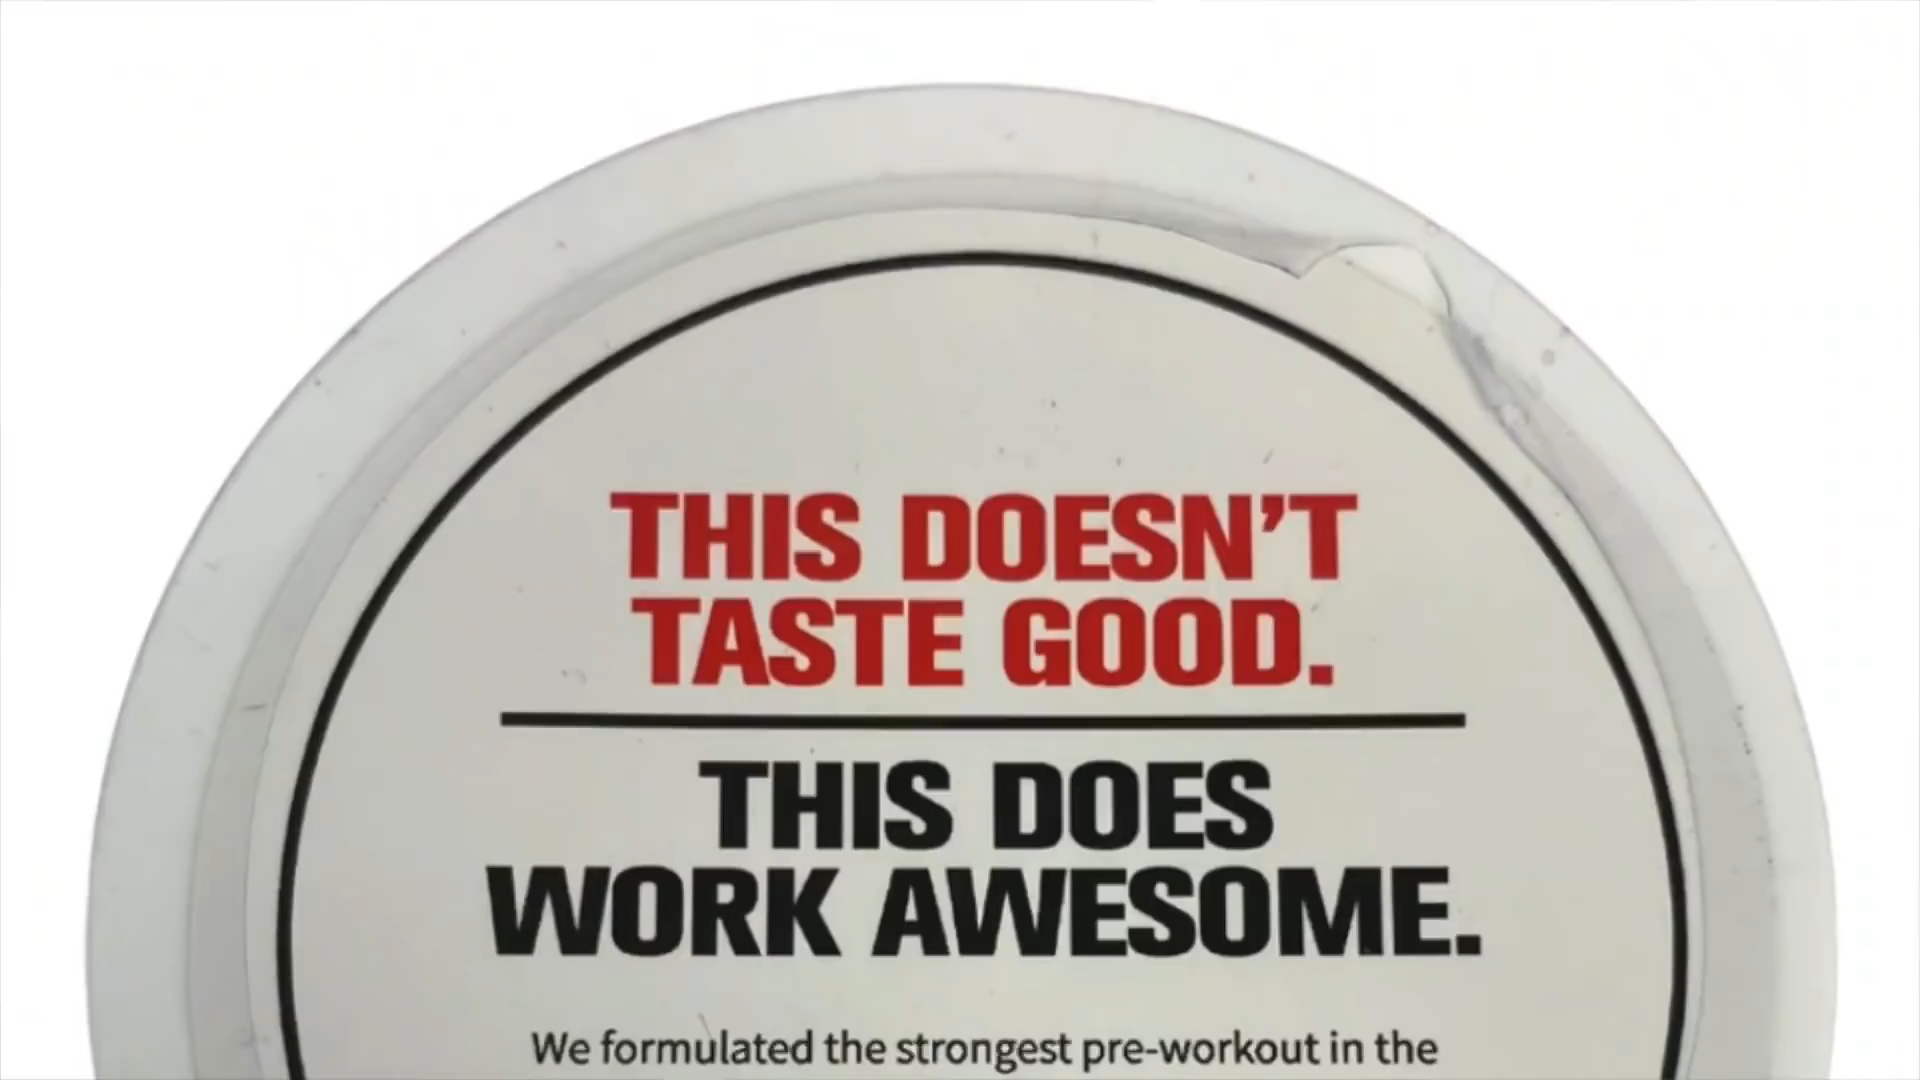 THIS DOESN'T
TASTE GOOD.
THIS DOES
WORK AWESOME.
We formulated the strongest pre-workout in the